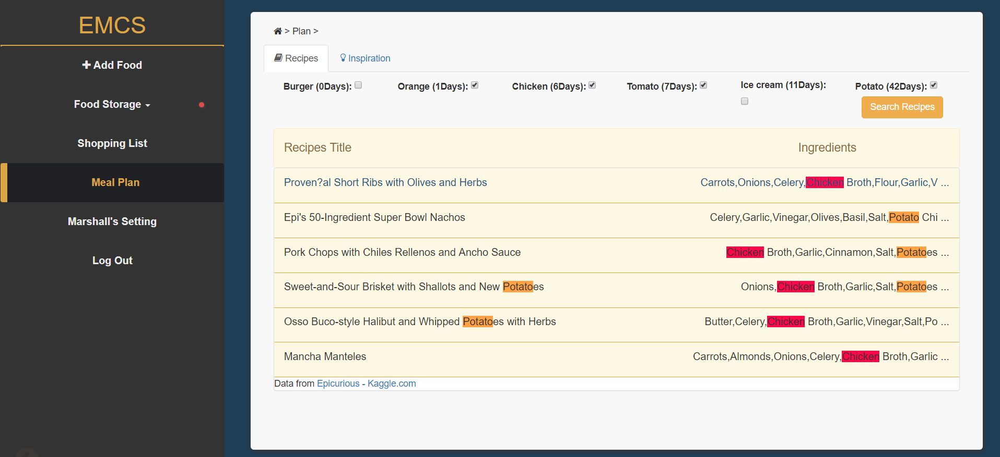 EMCS
Add Food
Food Storage
Shopping List
Meal Plan
Marshall's Setting
Log Out
> Plan >
Recipes Inspiration
Burger (0Days): Orange (1Days): Chicken (6Days): Tomato (7Days): Ice cream (11Days): Potato (42Days):
Search Recipes
Recipes Title Ingredients
Proven?al Short Ribs with Olives and Herbs Carrots,Onions,Celery,Chicken Broth,Flour,Garlic,V ...
Epi's 50-Ingredient Super Bowl Nachos Celery,Garlic,Vinegar,Olives,Basil,Salt,Potato Chi ...
Pork Chops with Chiles Rellenos and Ancho Sauce Chicken Broth,Garlic,Cinnamon,Salt,Potatoes ...
Sweet-and-Sour Brisket with Shallots and New Potatoes Onions,Chicken Broth,Garlic,Salt,Potatoes ...
Osso Buco-style Halibut and Whipped Potatoes with Herbs Butter,Celery,Chicken Broth,Garlic,Vinegar,Salt,Po ...
Mancha Manteles Carrots,Almonds,Onions,Celery,Chicken Broth,Garlic ...
Data from Epicurious - Kaggle.com